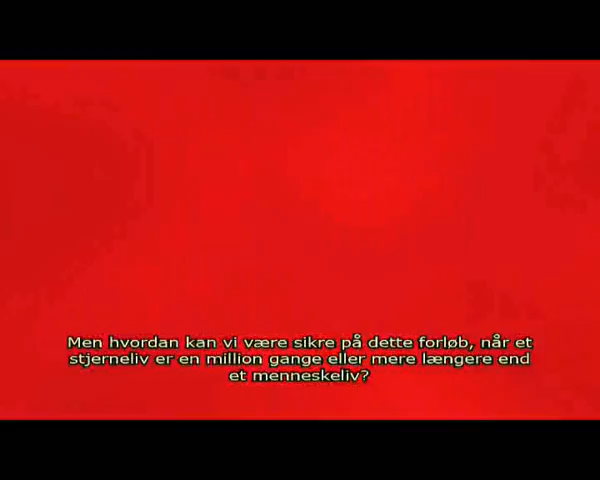 Men hvordan kan vi være sikre på dette forløb, når et
stjerneliv er en million gange eller mere længere end
et menneskeliv?